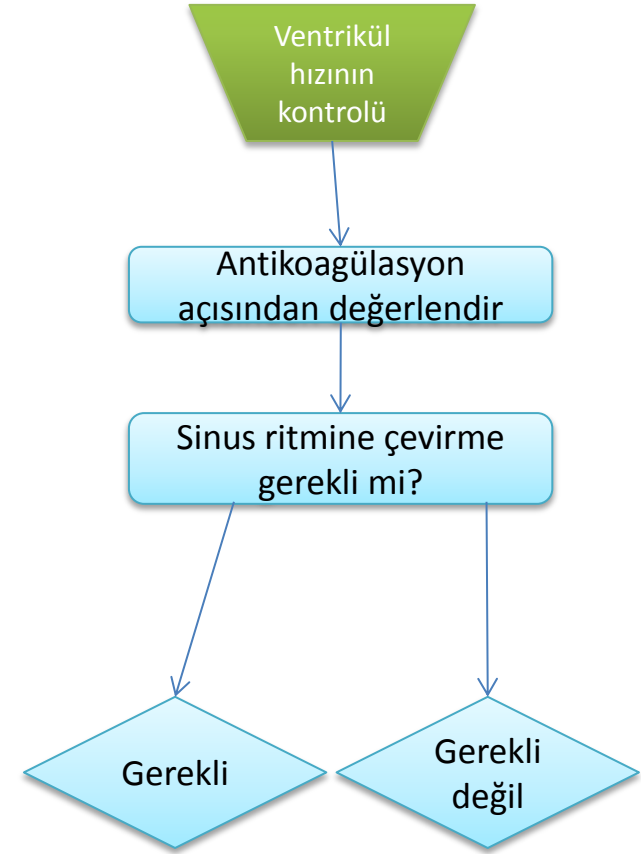 Ventrikül
hızının
kontrolü
Antikoagülasyon
açısından değerlendir
Sinus ritmine çevirme
gerekli mi?
Gerekli
Gerekli
değil